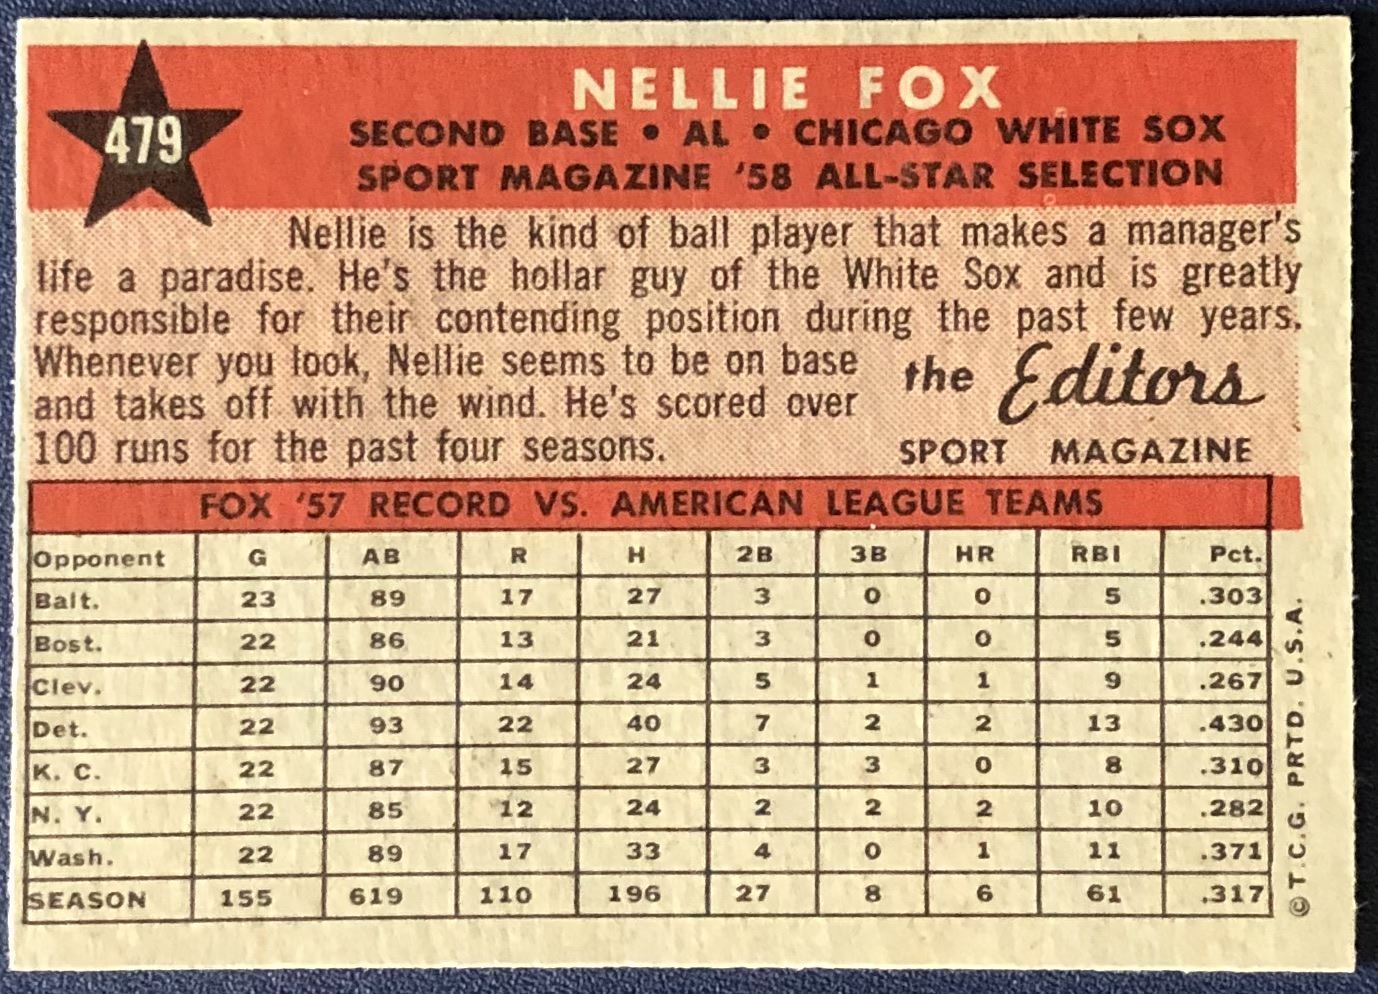 479
NELLIE FOX
SECOND BASE • AL • CHICAGO WHITE SOX
SPORT MAGAZINE '58 ALL-STAR SELECTION
Nellie is the kind of ball player that makes a manager's
life a paradise. He's the hollar guy of the White Sox and is greatly
responsible for their contending position during the past few years.
Whenever you look, Nellie seems to be on base
and takes off with the wind. He's scored over
100 runs for the past four seasons.
the Editors
SPORT MAGAZINE
FOX '57 RECORD VS. AMERICAN LEAGUE TEAMS
Opponent G AB R H 2B 3B HR RBI Pct.
Balt. 23 89 17 27 3 0 0 5 .303
Bost. 22 86 13 21 3 0 0 5 .244
Clev. 22 90 14 24 5 1 1 9 .267
Det. 22 93 22 40 7 2 2 13 .430
K. C. 22 87 15 27 3 3 0 8 .310
N. Y. 22 85 12 24 2 2 2 10 .282
Wash. 22 89 17 33 4 0 1 11 .371
SEASON 155 619 110 196 27 8 6 61 .317
© T.C.G. PRTD. U.S.A.